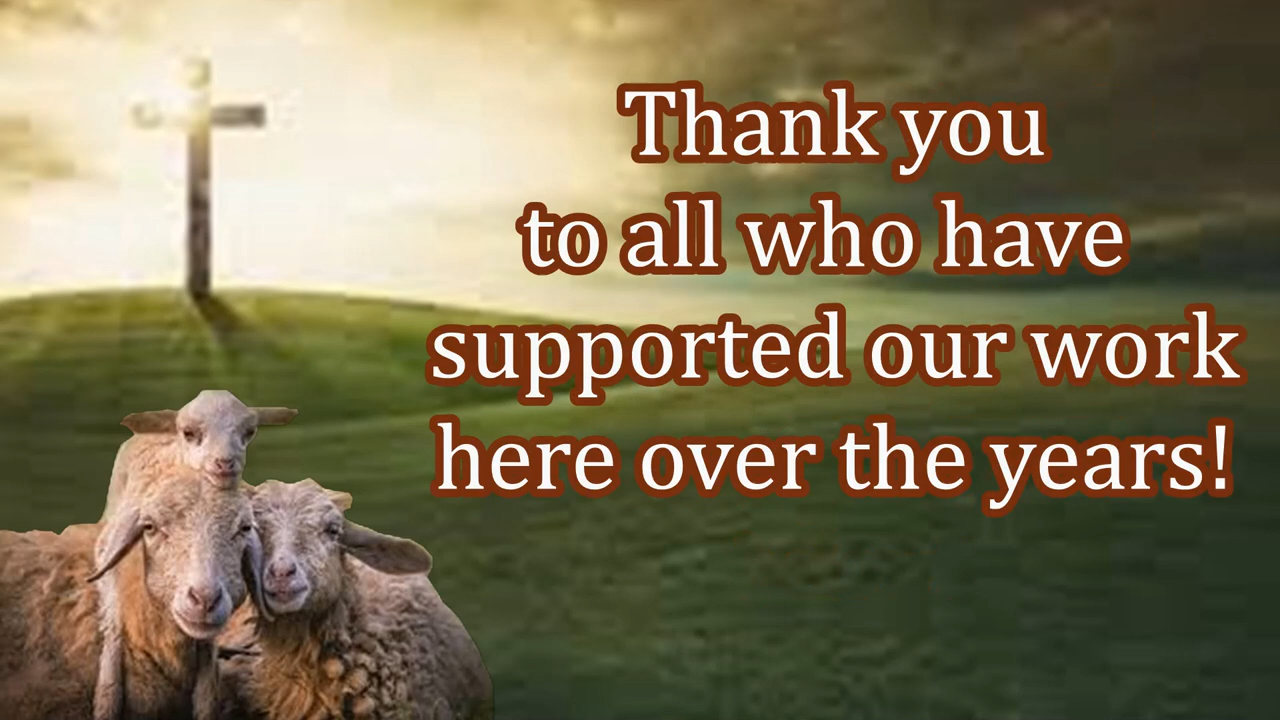 Thank you
to all who have
supported our work
here over the years!